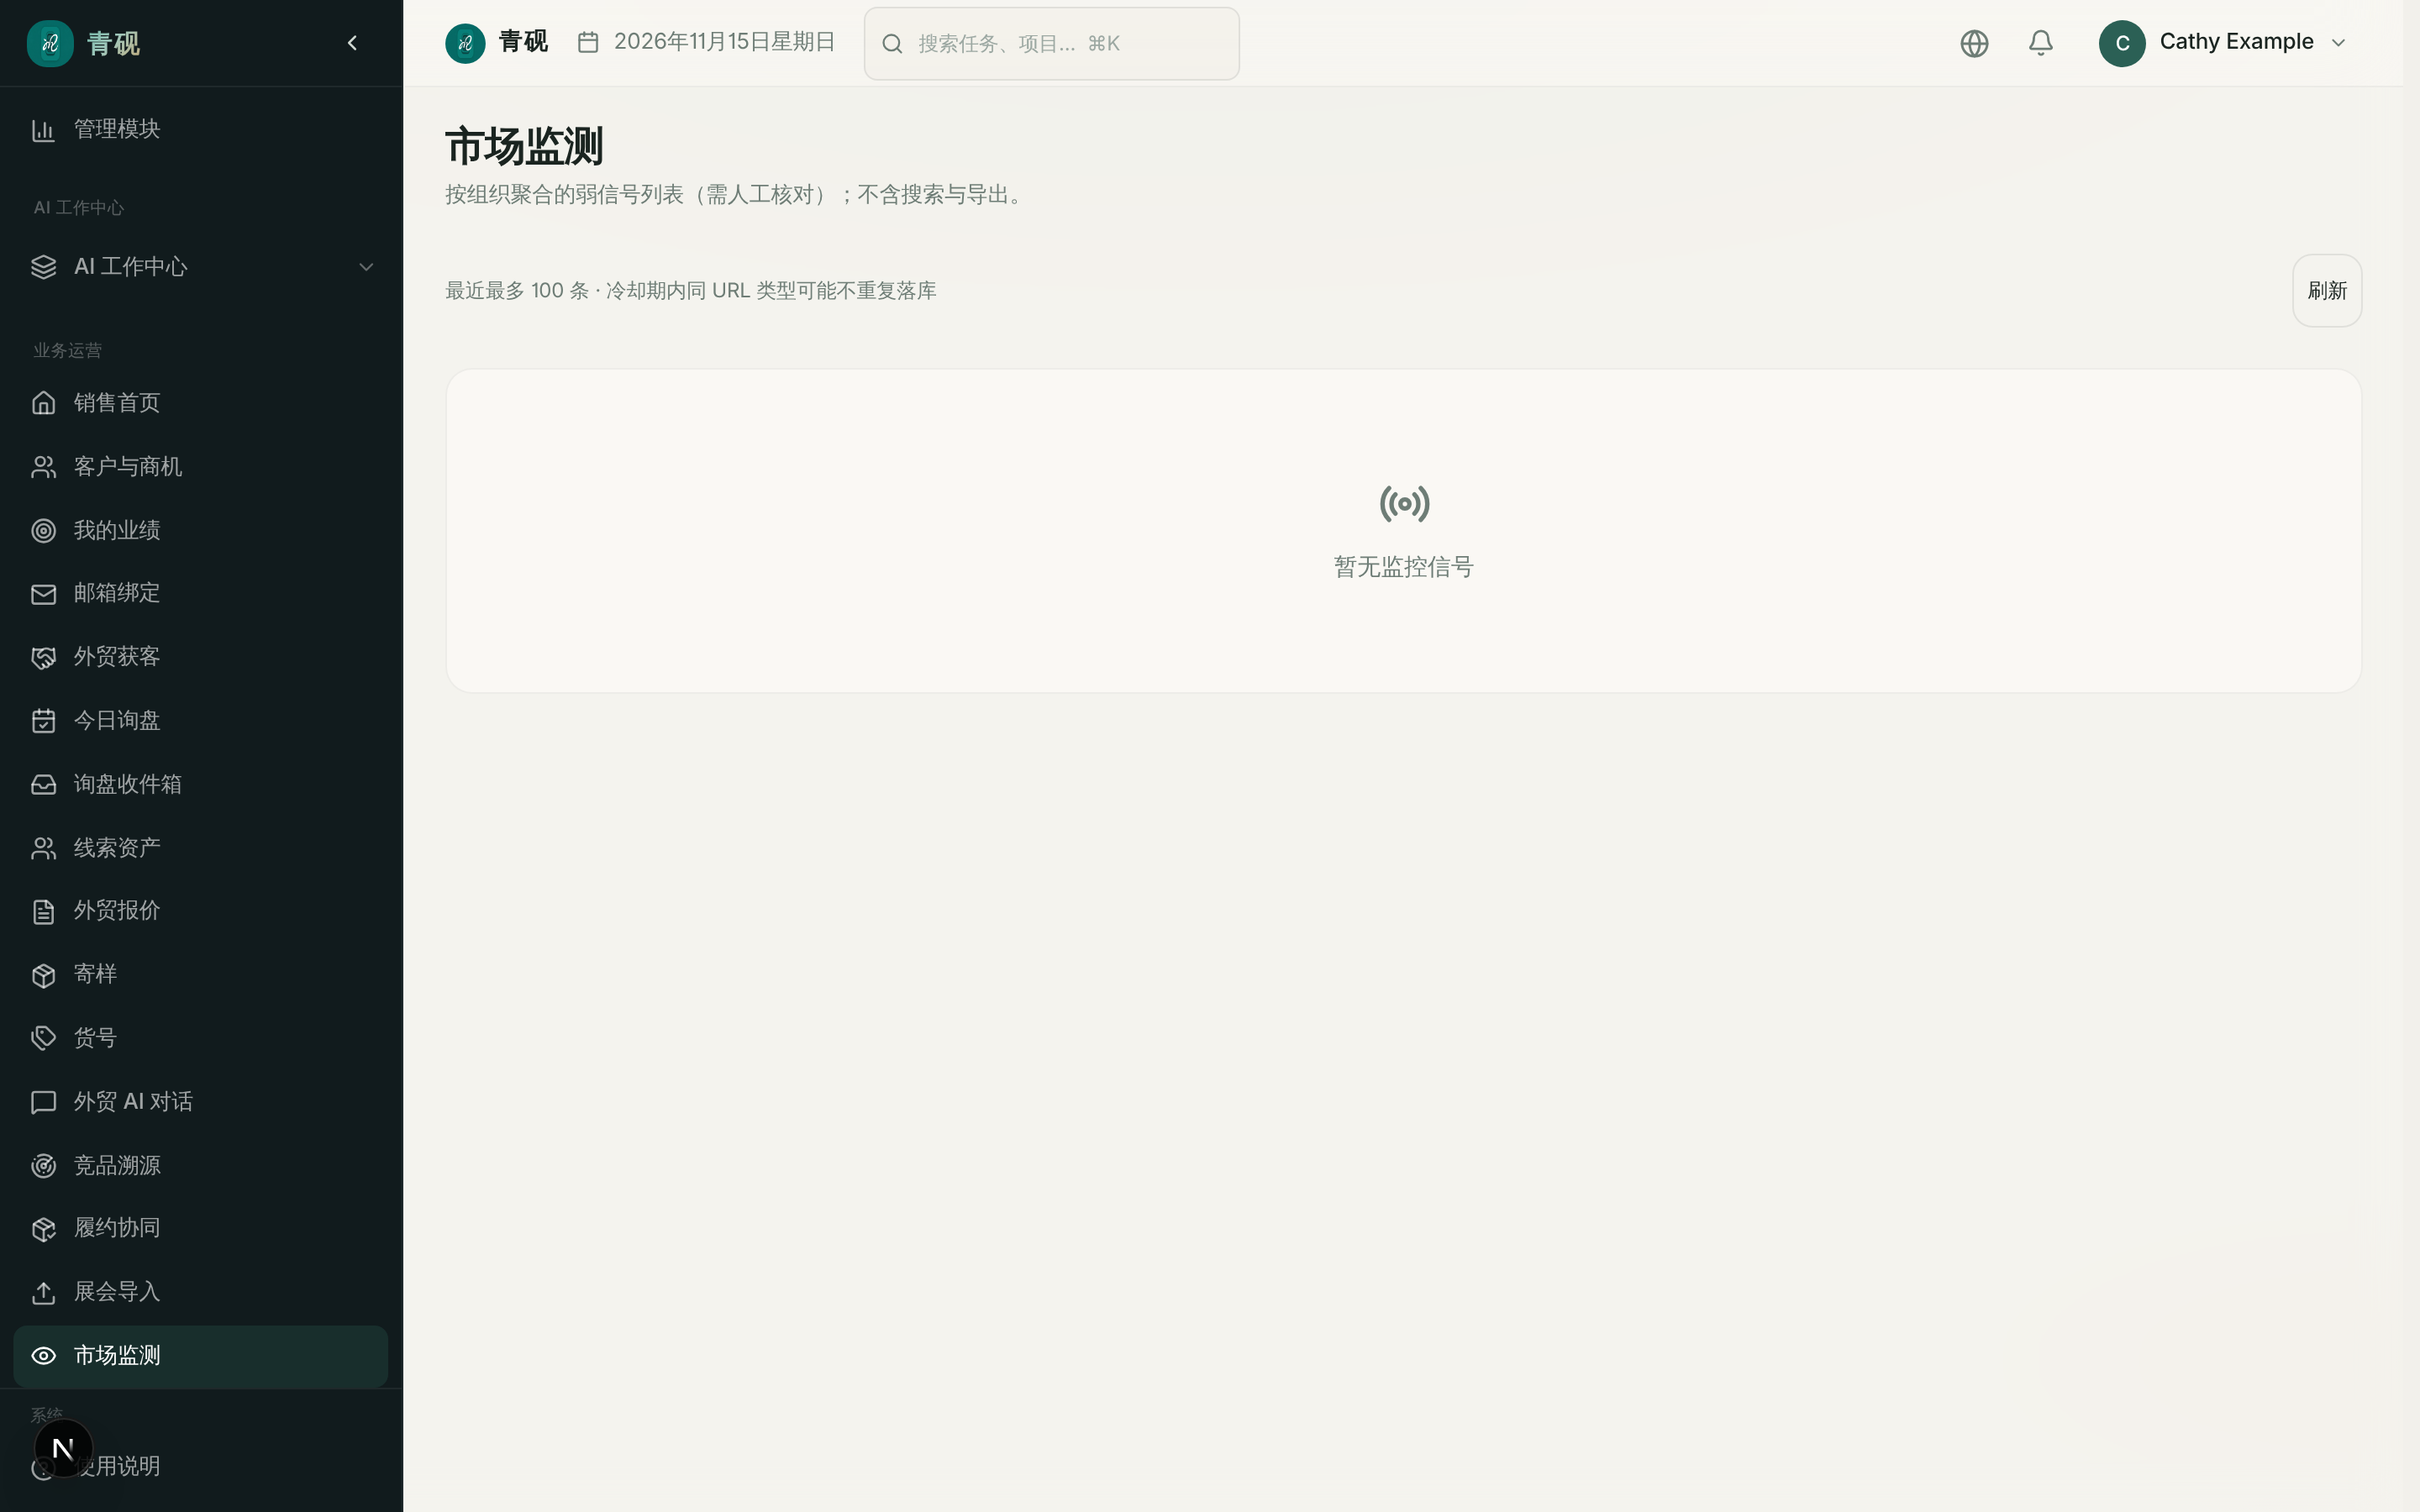 青砚
管理模块
AI 工作中心
AI 工作中心
业务运营
销售首页
客户与商机
我的业绩
邮箱绑定
外贸获客
今日询盘
询盘收件箱
线索资产
外贸报价
寄样
货号
外贸 AI 对话
竞品溯源
履约协同
展会导入
市场监测
系统
使用说明
N
青砚
2026年11月15日星期日
搜索任务、项目... ⌘K
C
Cathy Example
市场监测
按组织聚合的弱信号列表（需人工核对）；不含搜索与导出。
最近最多 100 条 · 冷却期内同 URL 类型可能不重复落库
刷新
暂无监控信号